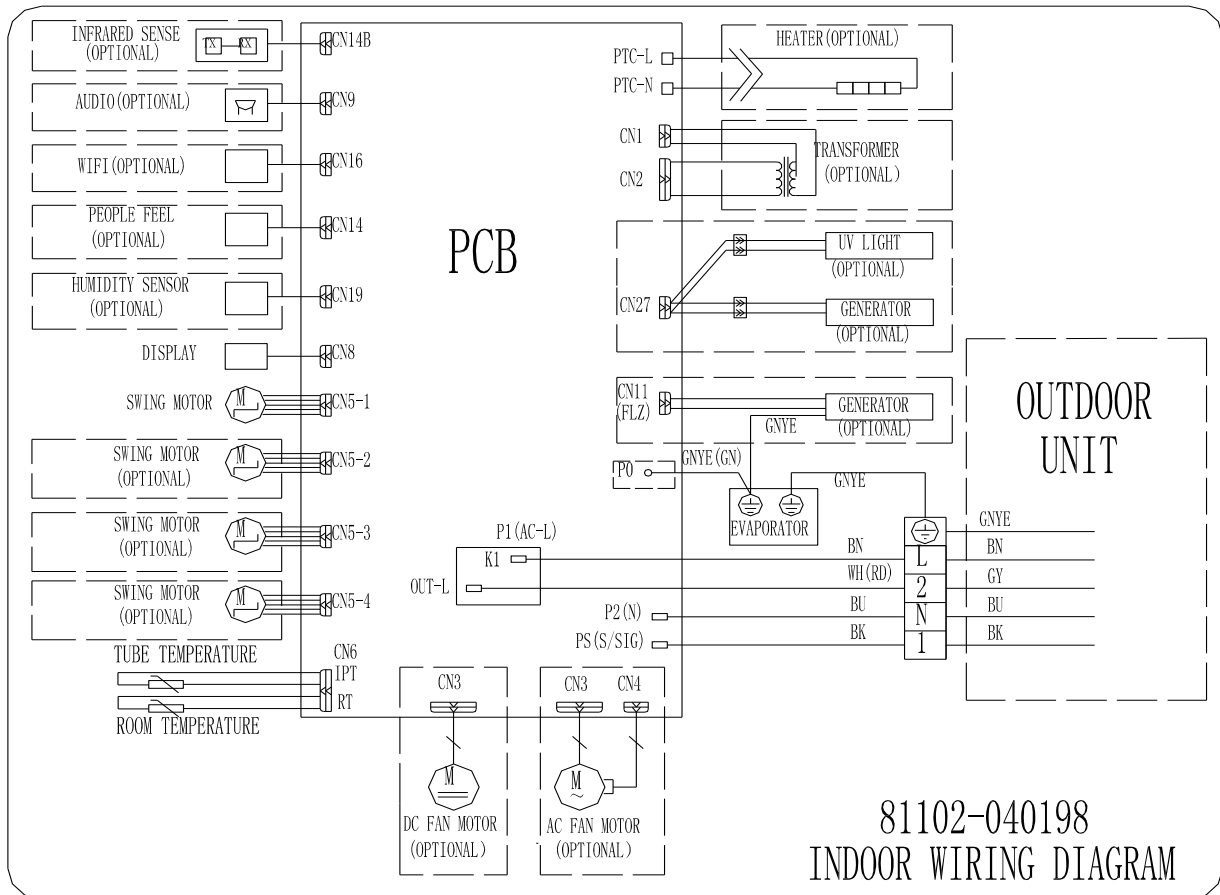 INFRARED SENSE
(OPTIONAL)
TX RX
CN14B
AUDIO(OPTIONAL)
CN9
WIFI(OPTIONAL)
CN16
PEOPLE FEEL
(OPTIONAL)
CN14
HUMIDITY SENSOR
(OPTIONAL)
CN19
DISPLAY
CN8
SWING MOTOR
M
CN5-1
SWING MOTOR
(OPTIONAL)
M
CN5-2
SWING MOTOR
(OPTIONAL)
M
CN5-3
SWING MOTOR
(OPTIONAL)
M
CN5-4
TUBE TEMPERATURE
CN6
IPT
RT
ROOM TEMPERATURE
PCB
PTC-L
PTC-N
HEATER(OPTIONAL)
CN1
CN2
TRANSFORMER
(OPTIONAL)
CN27
UV LIGHT
(OPTIONAL)
GENERATOR
(OPTIONAL)
CN11
(FLZ)
GENERATOR
(OPTIONAL)
GNYE
P0
GNYE(GN)
GNYE
EVAPORATOR
P1(AC-L)
K1
OUT-L
P2(N)
PS(S/SIG)
BN
WH(RD)
BU
BK
L
2
N
1
GNYE
BN
GY
BU
BK
OUTDOOR
UNIT
CN3
M
DC FAN MOTOR
(OPTIONAL)
CN3 CN4
M
~
AC FAN MOTOR
(OPTIONAL)
81102-040198
INDOOR WIRING DIAGRAM